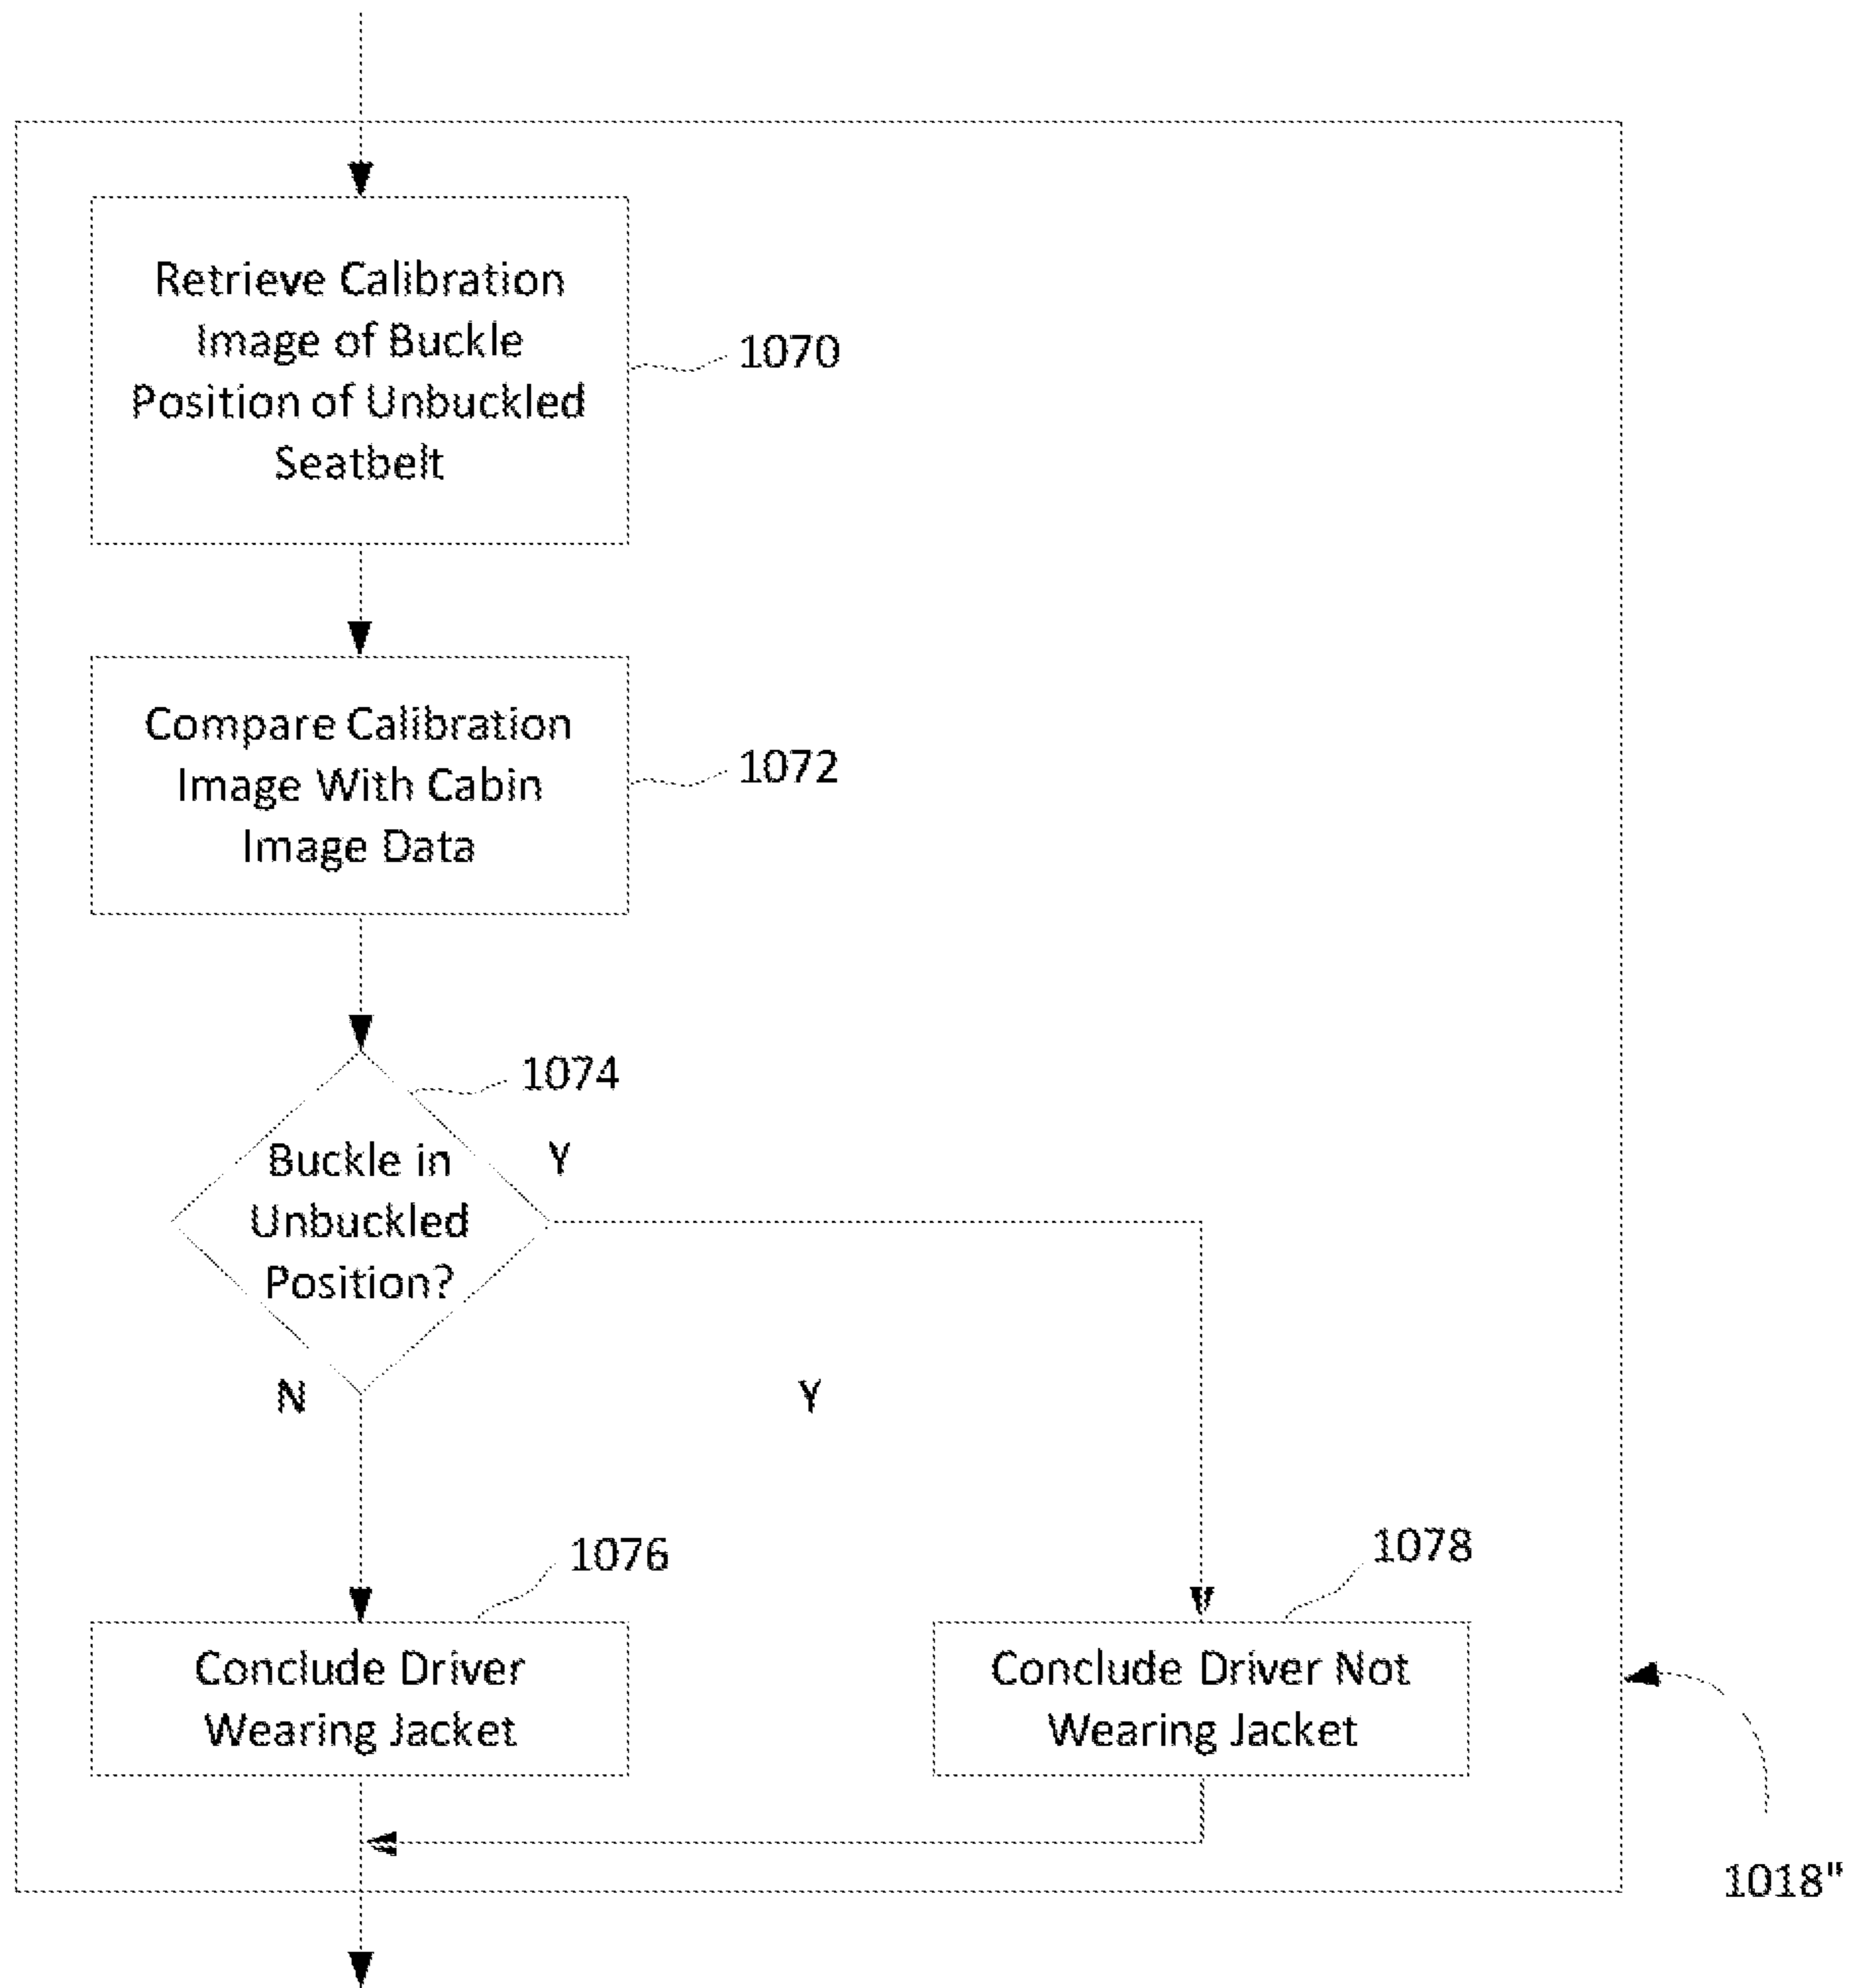 Retrieve Calibration
Image of Buckle
Position of Unbuckled
Seatbelt
1070
Compare Calibration
Image With Cabin
Image Data
1072
1074
Buckle in
Unbuckled
Position?
Y
N
Y
1076
1078
Conclude Driver
Wearing Jacket
Conclude Driver Not
Wearing Jacket
1018"